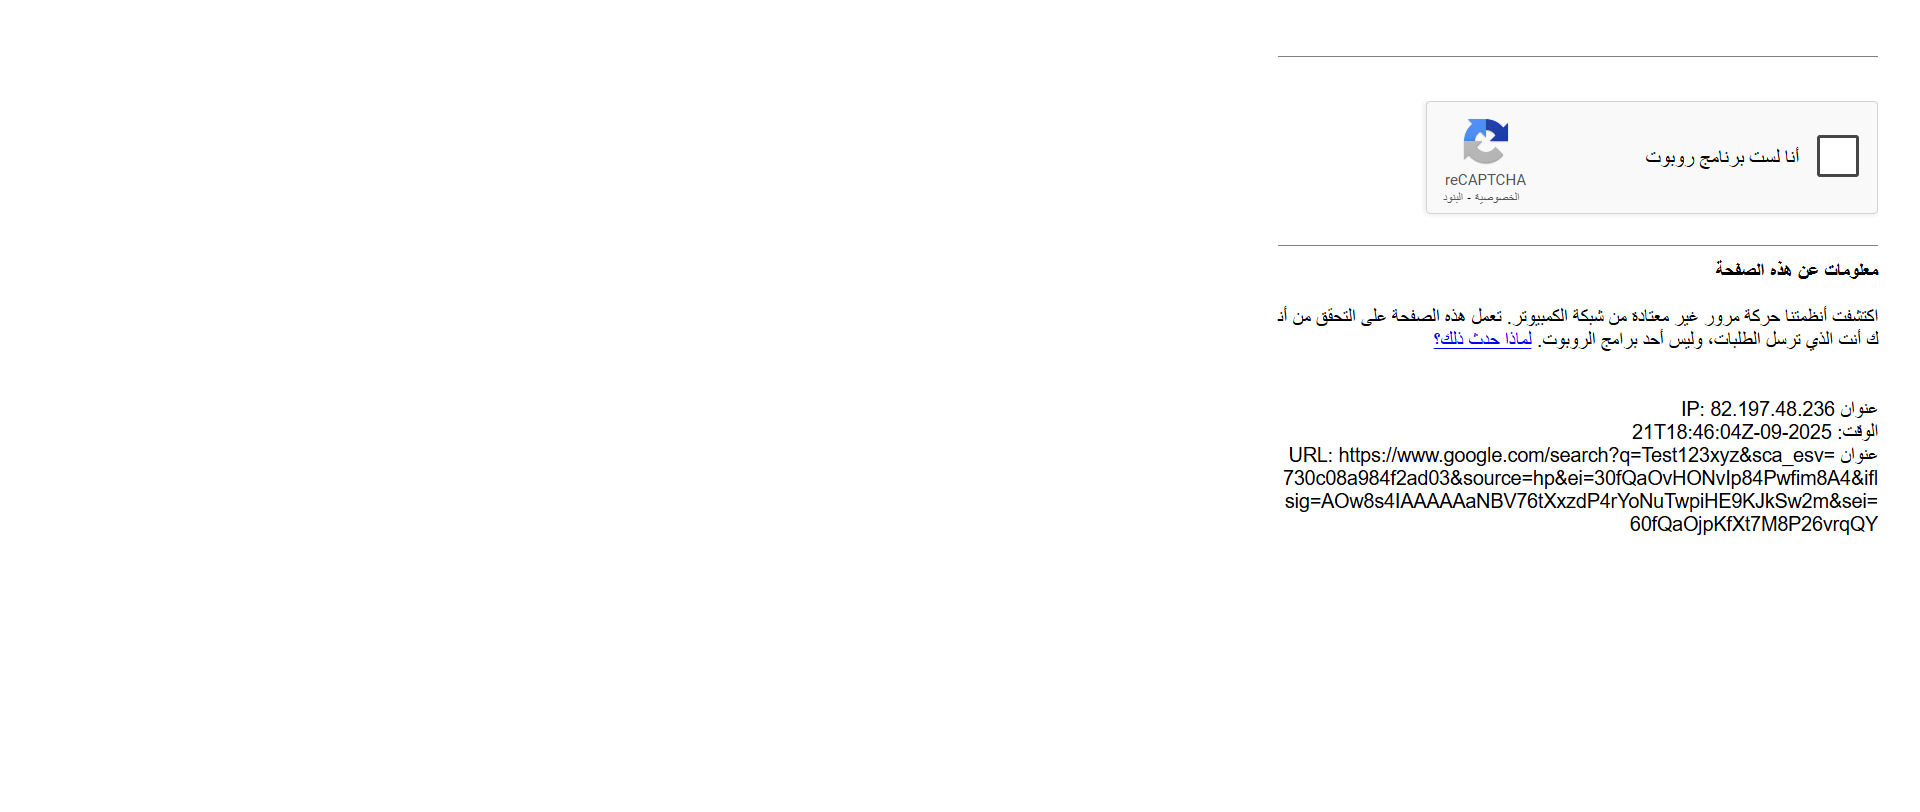 أنا لست برنامج روبوت
reCAPTCHA
الخصوصية - البنود
معلومات عن هذه الصفحة
اكتشفت أنظمتنا حركة مرور غير معتادة من شبكة الكمبيوتر. تعمل هذه الصفحة على التحقق من أن
ك أنت الذي ترسل الطلبات، وليس أحد برامج الروبوت. لماذا حدث ذلك؟
عنوان IP: 82.197.48.236
الوقت: 2025-09-21T18:46:04Z
عنوان URL: https://www.google.com/search?q=Test123xyz&sca_esv=
730c08a984f2ad03&source=hp&ei=30fQaOvHONvIp84Pwfim8A4&ifl
sig=AOw8s4IAAAAAaNBV76tXxzdP4rYoNuTwpiHE9KJkSw2m&sei=
60fQaOjpKfXt7M8P26vrqQY